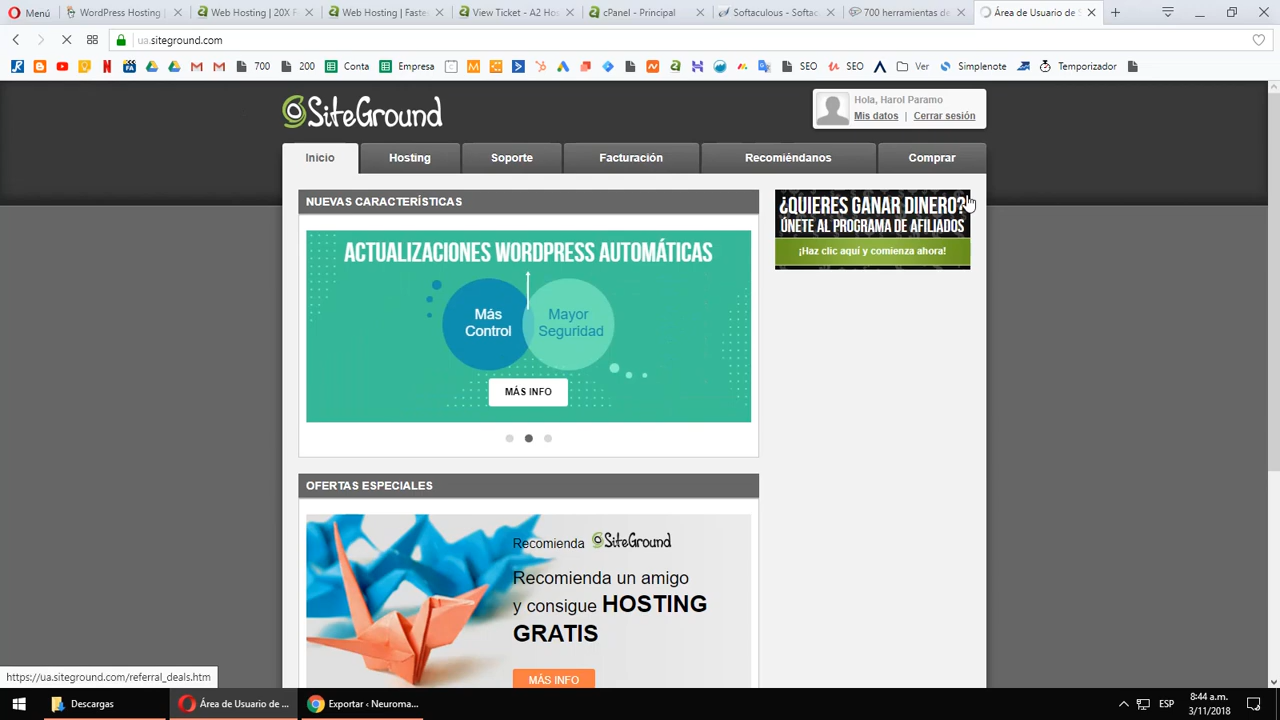 Menú
WordPress Hosting |
Web Hosting | 20X F
Web Hosting | Fastes
View Ticket - A2 Hos
cPanel - Principal
Softaculous - Softac
700 herramientas de
Área de Usuario de S
ua.siteground.com
700
200
Conta
Empresa
SEO
SEO
Ver
Simplenote
Temporizador
SiteGround
Hola, Harol Paramo
Mis datos | Cerrar sesión
Inicio
Hosting
Soporte
Facturación
Recomiéndanos
Comprar
NUEVAS CARACTERÍSTICAS
ACTUALIZACIONES WORDPRESS AUTOMÁTICAS
Más
Control
Mayor
Seguridad
MÁS INFO
¿QUIERES GANAR DINERO?
ÚNETE AL PROGRAMA DE AFILIADOS
¡Haz clic aquí y comienza ahora!
OFERTAS ESPECIALES
Recomienda SiteGround
Recomienda un amigo
y consigue HOSTING
GRATIS
MÁS INFO
https://ua.siteground.com/referral_deals.htm
Descargas
Área de Usuario de ...
Exportar ‹ Neuroma...
ESP
8:44 a.m.
3/11/2018